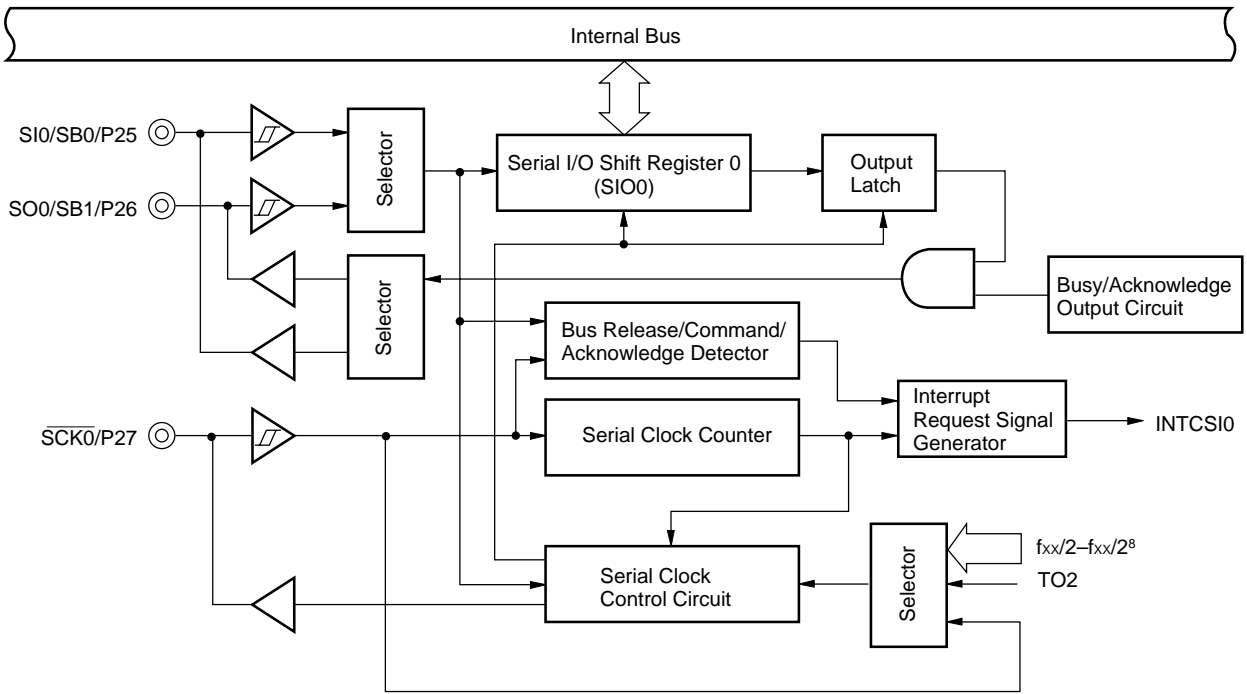 Internal Bus
SI0/SB0/P25
SO0/SB1/P26
Selector
Serial I/O Shift Register 0
(SIO0)
Output
Latch
Selector
Busy/Acknowledge
Output Circuit
Bus Release/Command/
Acknowledge Detector
SCK0/P27
Serial Clock Counter
Interrupt
Request Signal
Generator
INTCSI0
Serial Clock
Control Circuit
Selector
fxx/2–fxx/2⁸
TO2